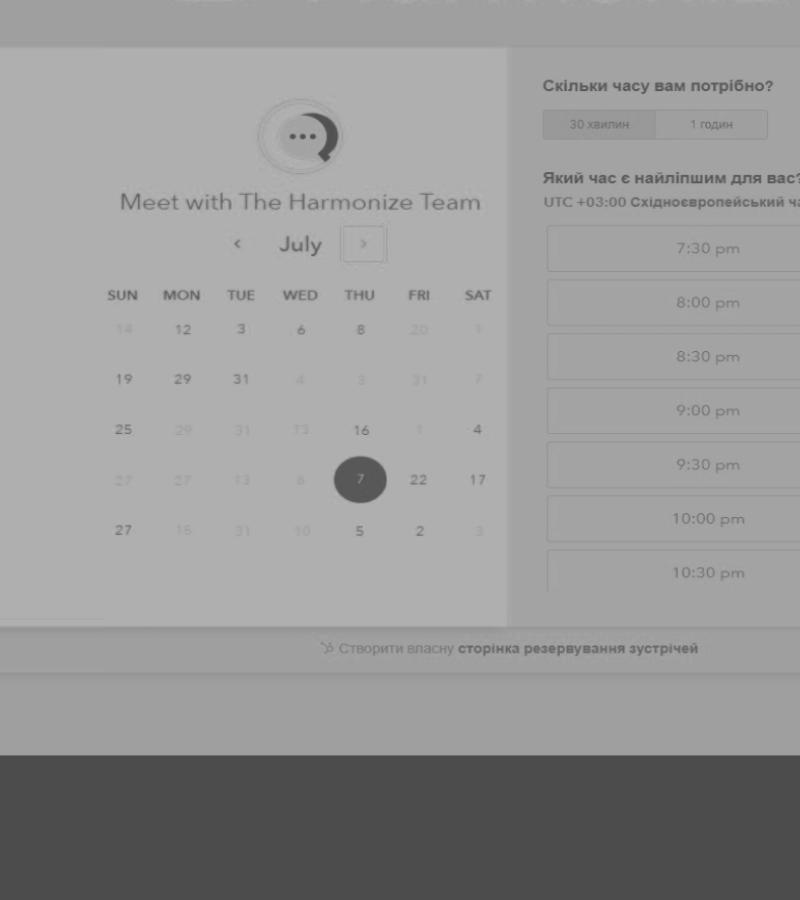 Meet with The Harmonize Team
‹ July ›
SUN MON TUE WED THU FRI SAT
14 12 3 6 8 20 1
19 29 31 4 3 31 7
25 29 31 13 16 1 4
27 27 13 6 7 22 17
27 15 31 10 5 2 3
Скільки часу вам потрібно?
30 хвилин 1 годин
Який час є найліпшим для вас?
UTC +03:00 Східноєвропейський
7:30 pm
8:00 pm
8:30 pm
9:00 pm
9:30 pm
10:00 pm
10:30 pm
Створити власну сторінка резервування зустрічей